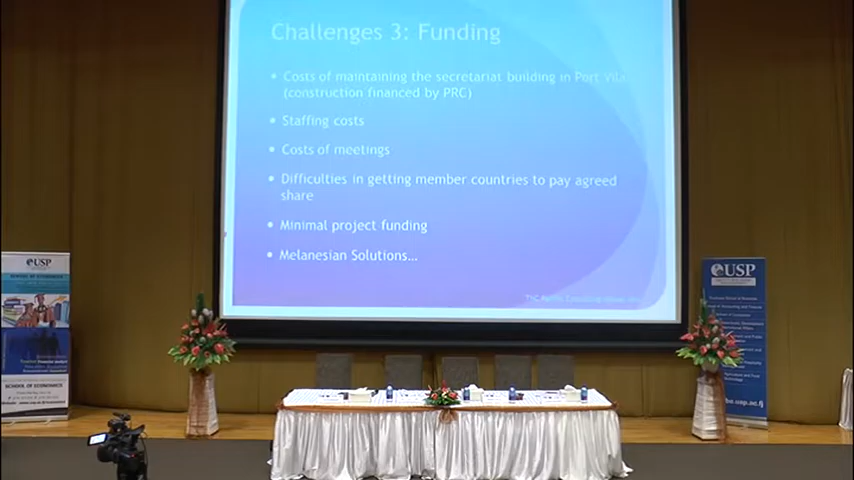 Challenges 3: Funding
Costs of maintaining the secretariat building in Port Vila
(construction financed by PRC)
Staffing costs
Costs of meetings
Difficulties in getting member countries to pay agreed
share
Minimal project funding
Melanesian Solutions…
USP
SCHOOL OF ECONOMICS
USP